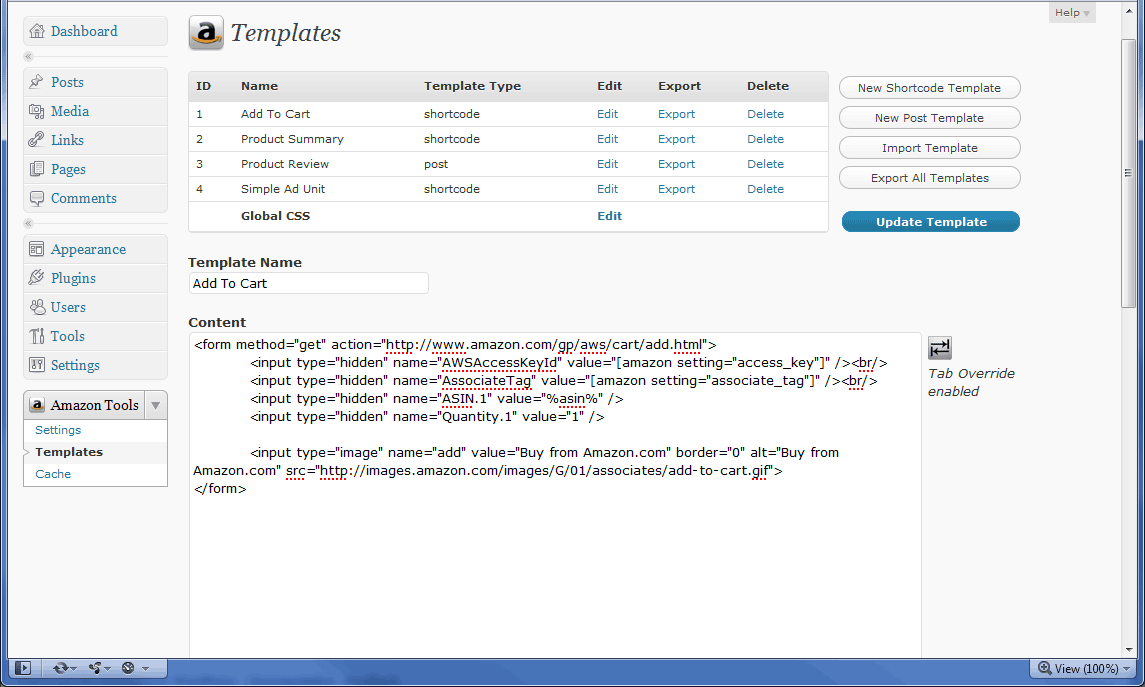 Help
Dashboard
Posts
Media
Links
Pages
Comments
Appearance
Plugins
Users
Tools
Settings
Amazon Tools
Settings
Templates
Cache
Templates
ID Name Template Type Edit Export Delete
1 Add To Cart shortcode Edit Export Delete
2 Product Summary shortcode Edit Export Delete
3 Product Review post Edit Export Delete
4 Simple Ad Unit shortcode Edit Export Delete
Global CSS Edit
New Shortcode Template
New Post Template
Import Template
Export All Templates
Update Template
Template Name
Add To Cart
Content
<form method="get" action="http://www.amazon.com/gp/aws/cart/add.html">
<input type="hidden" name="AWSAccessKeyId" value="[amazon setting="access_key"]" /><br/>
<input type="hidden" name="AssociateTag" value="[amazon setting="associate_tag"]" /><br/>
<input type="hidden" name="ASIN.1" value="%asin%" />
<input type="hidden" name="Quantity.1" value="1" />
<input type="image" name="add" value="Buy from Amazon.com" border="0" alt="Buy from
Amazon.com" src="http://images.amazon.com/images/G/01/associates/add-to-cart.gif">
</form>
Tab Override
enabled
View (100%)